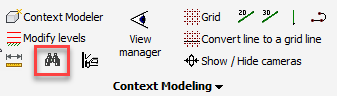 Context Modeler
Modify levels
View
manager
Grid
2D
3D
Convert line to a grid line
Show / Hide cameras
Context Modeling